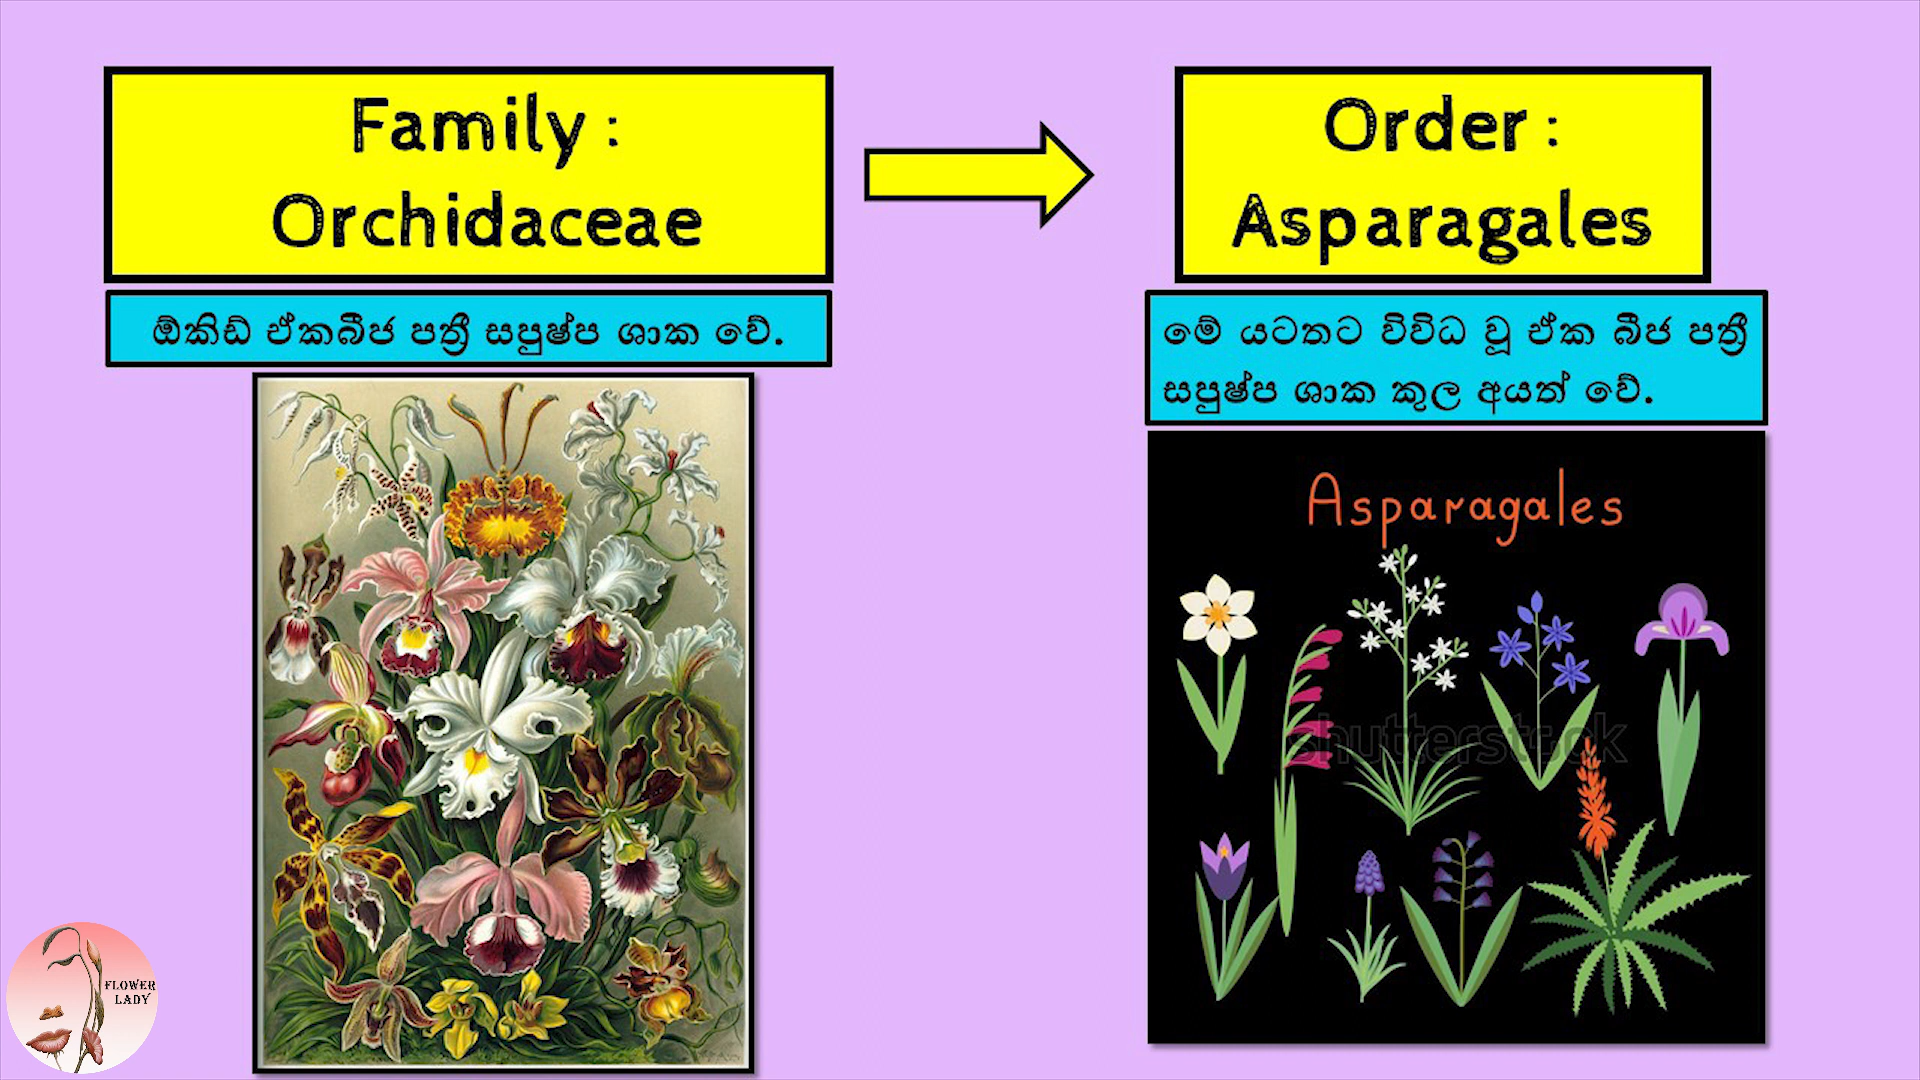 Family :
Orchidaceae
ඕකිඩ් ඒකබීජ පත්‍රී සපුෂ්ප ශාක වේ.
Order :
Asparagales
මේ යටතට විවිධ වූ ඒක බීජ පත්‍රී
සපුෂ්ප ශාක කුල අයත් වේ.
Asparagales
shutterstock
FLOWER
LADY